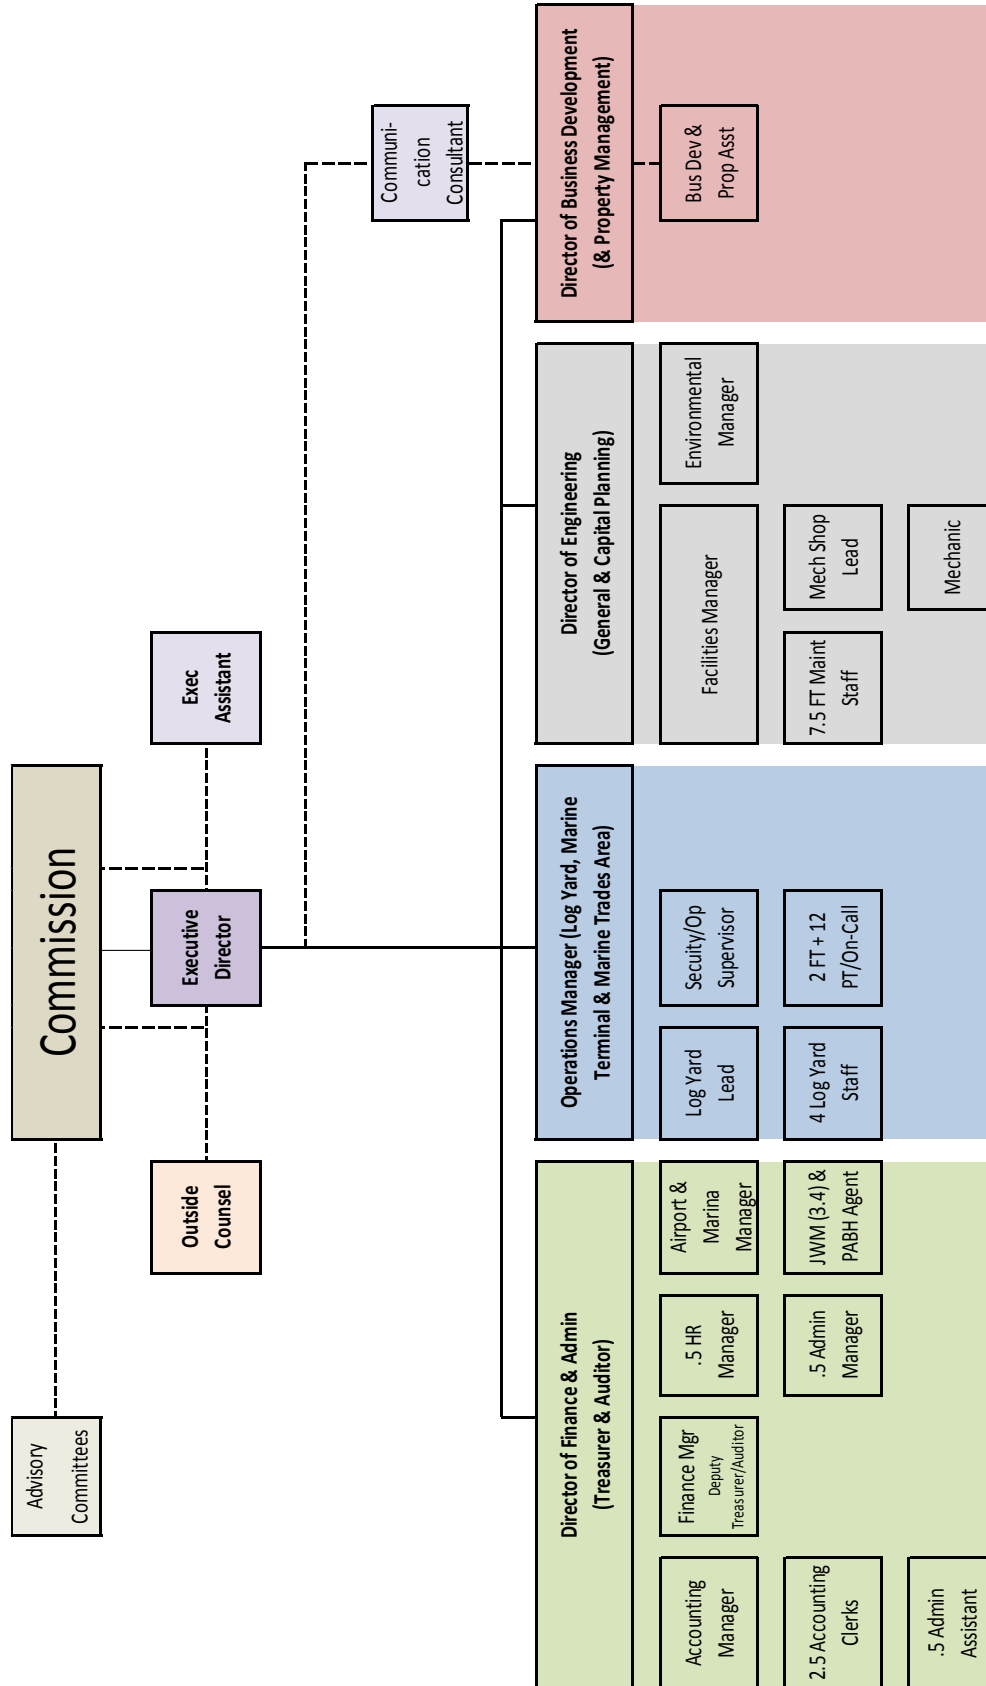 Commission
Advisory
Committees
Outside
Counsel
Executive
Director
Exec
Assistant
Communi-
cation
Consultant
Director of Finance & Admin
(Treasurer & Auditor)
Operations Manager (Log Yard, Marine
Terminal & Marine Trades Area)
Director of Engineering
(General & Capital Planning)
Director of Business Development
(& Property Management)
Accounting
Manager
Finance Mgr
Deputy
Treasurer/Auditor
.5 HR
Manager
Airport &
Marina
Manager
Log Yard
Lead
Secuity/Op
Supervisor
Facilities Manager
Environmental
Manager
Bus Dev &
Prop Asst
2.5 Accounting
Clerks
.5 Admin
Manager
JWM (3.4) &
PABH Agent
4 Log Yard
Staff
2 FT + 12
PT/On-Call
7.5 FT Maint
Staff
Mech Shop
Lead
.5 Admin
Assistant
Mechanic